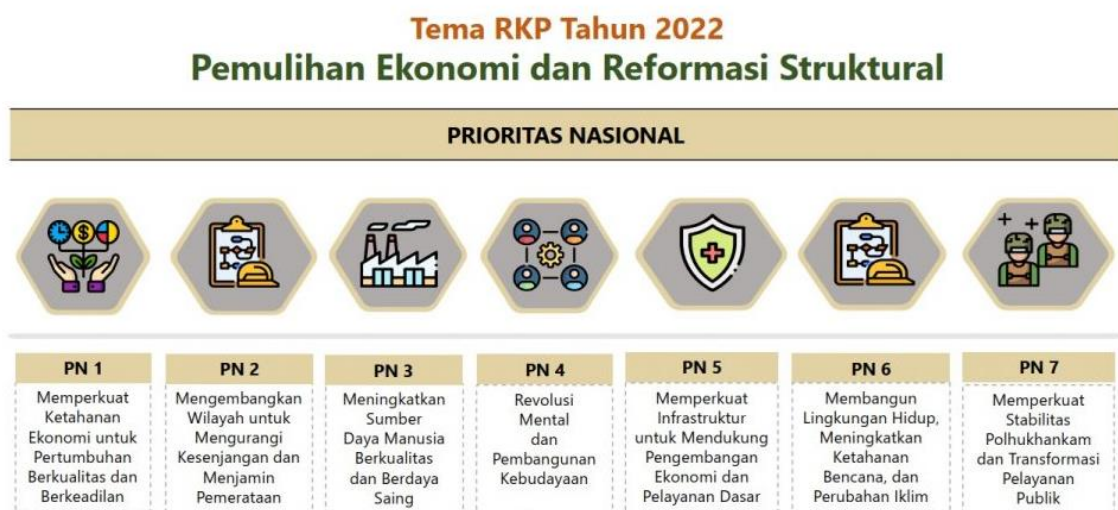 Tema RKP Tahun 2022
Pemulihan Ekonomi dan Reformasi Struktural
PRIORITAS NASIONAL
PN 1
Memperkuat
Ketahanan
Ekonomi untuk
Pertumbuhan
Berkualitas dan
Berkeadilan
PN 2
Mengembangkan
Wilayah untuk
Mengurangi
Kesenjangan dan
Menjamin
Pemerataan
PN 3
Meningkatkan
Sumber
Daya Manusia
Berkualitas
dan Berdaya
Saing
PN 4
Revolusi
Mental
dan
Pembangunan
Kebudayaan
PN 5
Memperkuat
Infrastruktur
untuk Mendukung
Pengembangan
Ekonomi dan
Pelayanan Dasar
PN 6
Membangun
Lingkungan Hidup,
Meningkatkan
Ketahanan
Bencana, dan
Perubahan Iklim
PN 7
Memperkuat
Stabilitas
Polhukhankam
dan Transformasi
Pelayanan
Publik